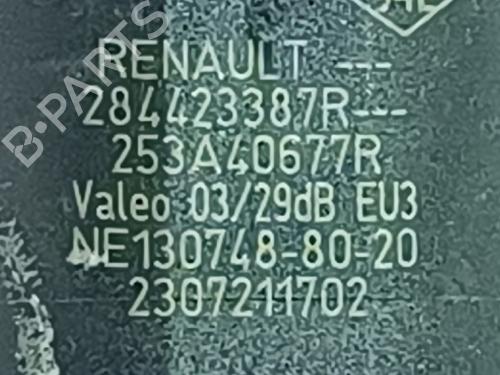 RENAULT ---
284423387R---
253A40677R
Valeo 03/29dB EU3
NE130748-80-20
2307211702
B-PARTS